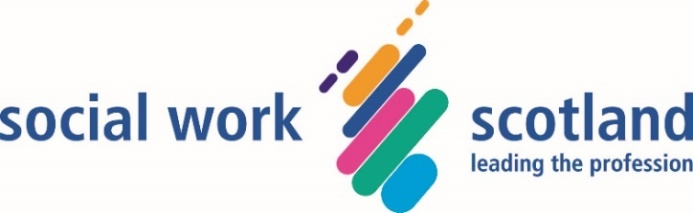 social work scotland
leading the profession